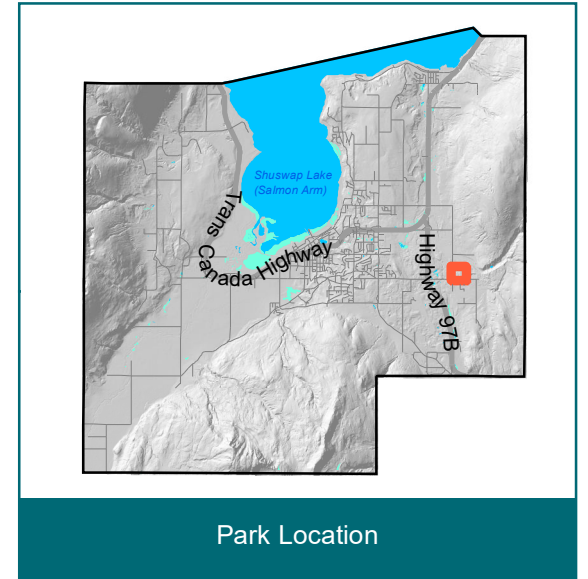 Shuswap Lake
(Salmon Arm)
Trans Canada Highway
Highway 97B
Park Location